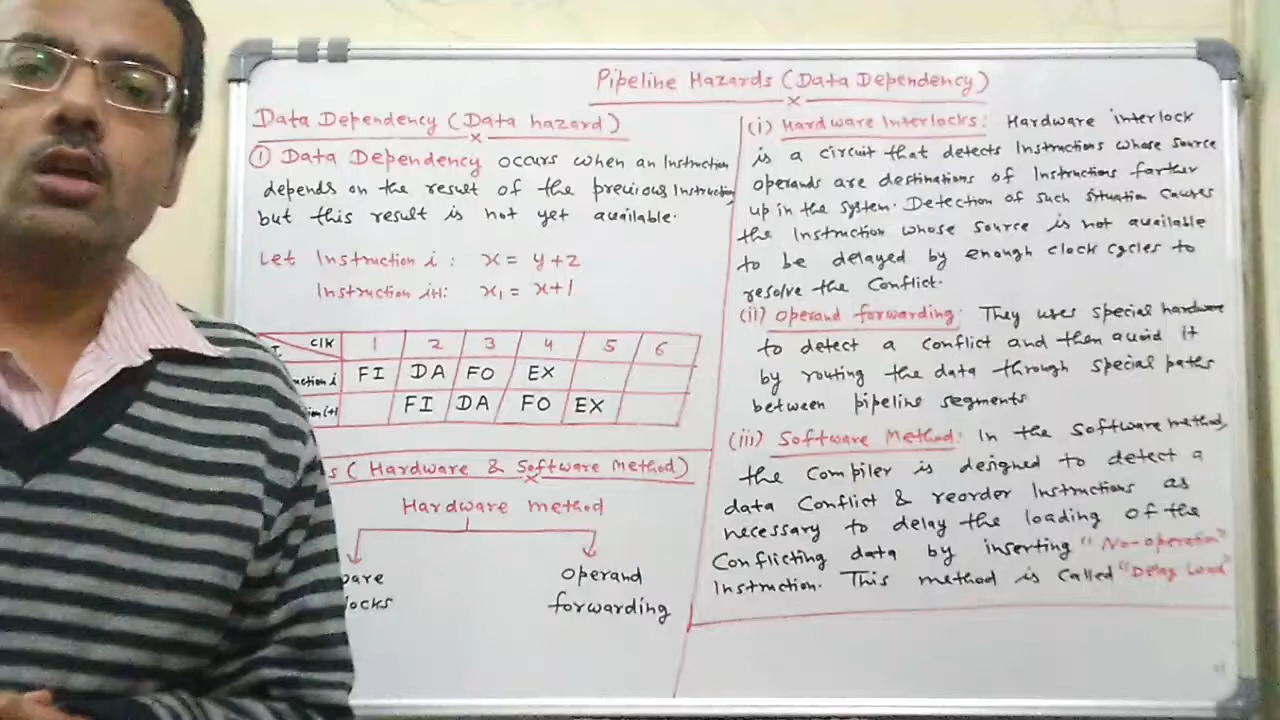 Pipeline Hazards (Data Dependency)
Data Dependency (Data hazard)
① Data Dependency occurs when an Instruction
depends on the result of the previous Instruction
but this result is not yet available.
Let Instruction i: x = y+z
Instruction i+1: x₁ = x+1
CLK 1 2 3 4 5 6
uction i FI DA FO EX
ion i+1 FI DA FO EX
s (Hardware & Software Method)
Hardware method
ware
locks
Operand
forwarding
(i) Hardware Interlocks: Hardware interlock
is a circuit that detects Instructions whose source
operands are destinations of Instructions farther
up in the system. Detection of such situation causes
the Instruction whose source is not available
to be delayed by enough clock cycles to
resolve the Conflict.
(ii) Operand forwarding: They uses special hardware
to detect a conflict and then avoid it
by routing the data through special paths
between pipeline segments
(iii) Software Method: In the software method,
the Compiler is designed to detect a
data Conflict & reorder Instructions as
necessary to delay the loading of the
Conflicting data by inserting "No-operation"
Instruction. This method is called "Delay Load"